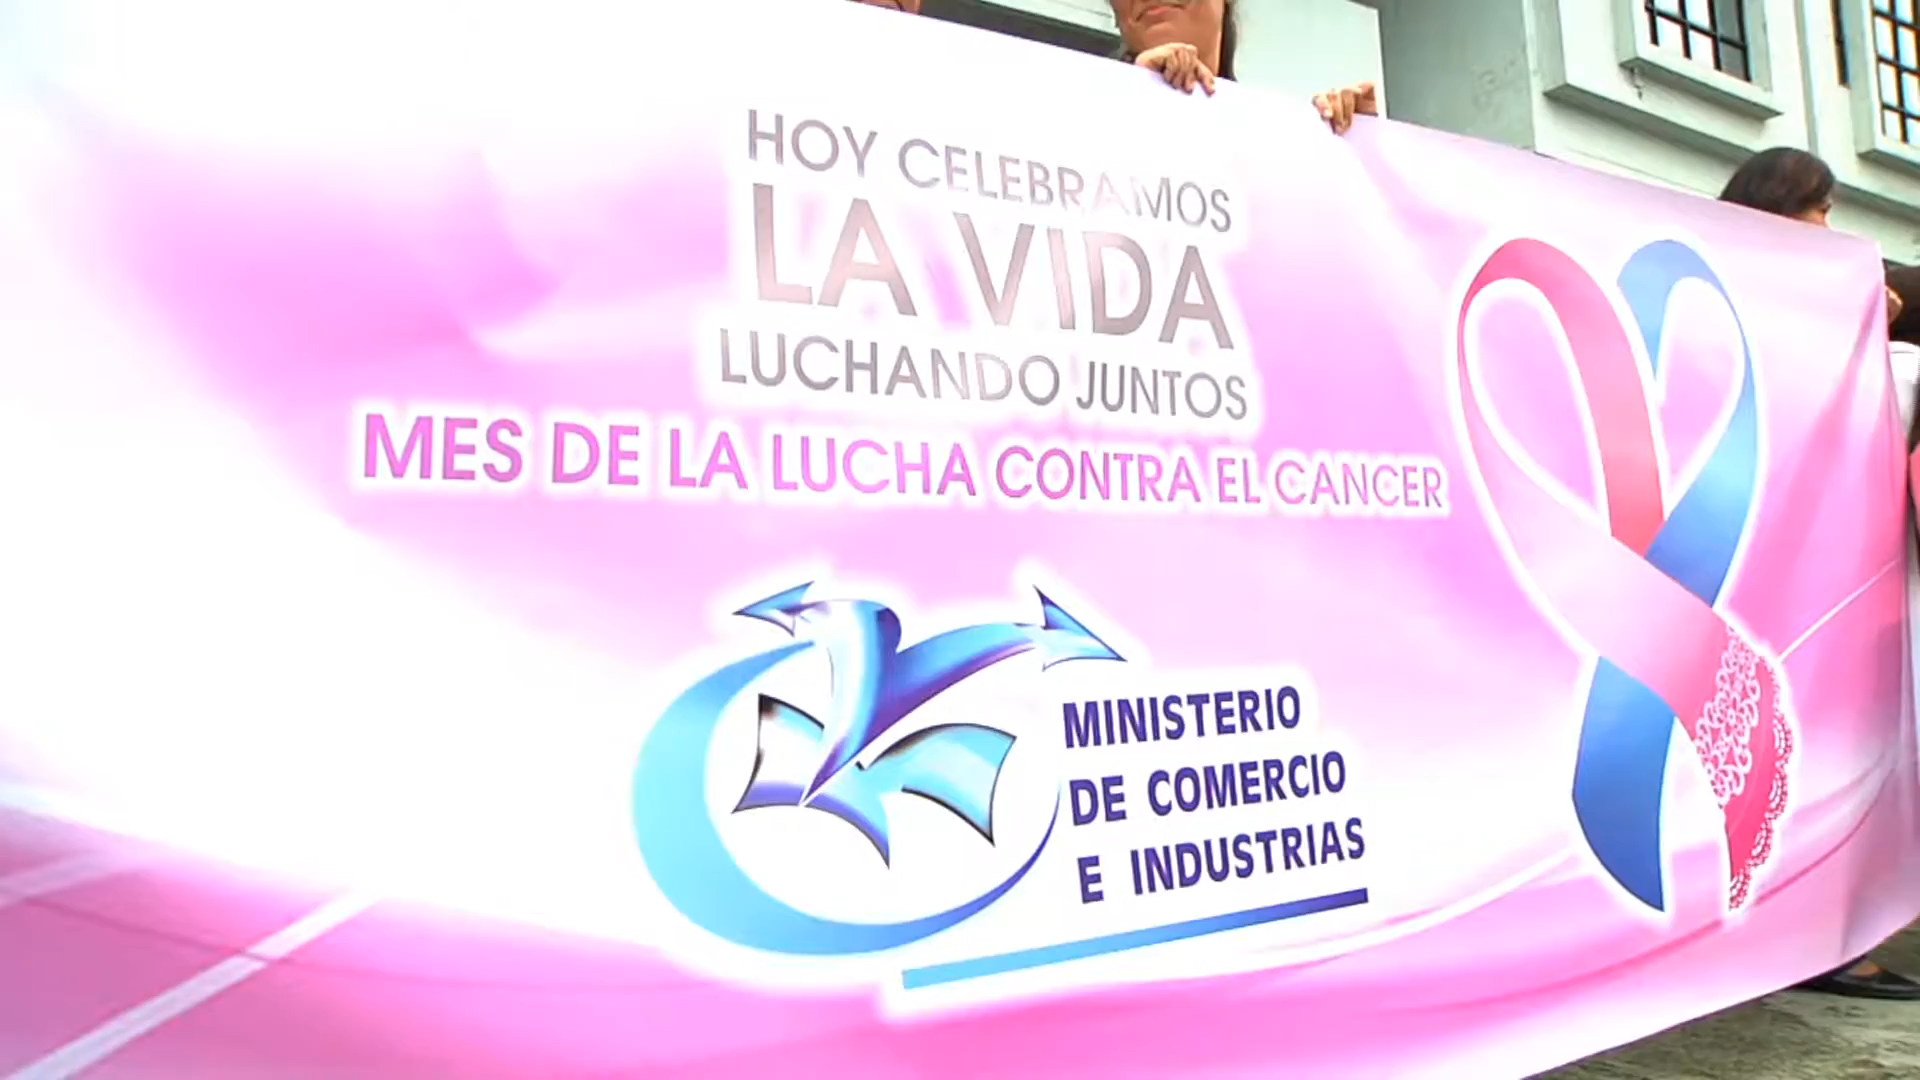 HOY CELEBRAMOS
LA VIDA
LUCHANDO JUNTOS
MES DE LA LUCHA CONTRA EL CANCER
MINISTERIO
DE COMERCIO
E INDUSTRIAS